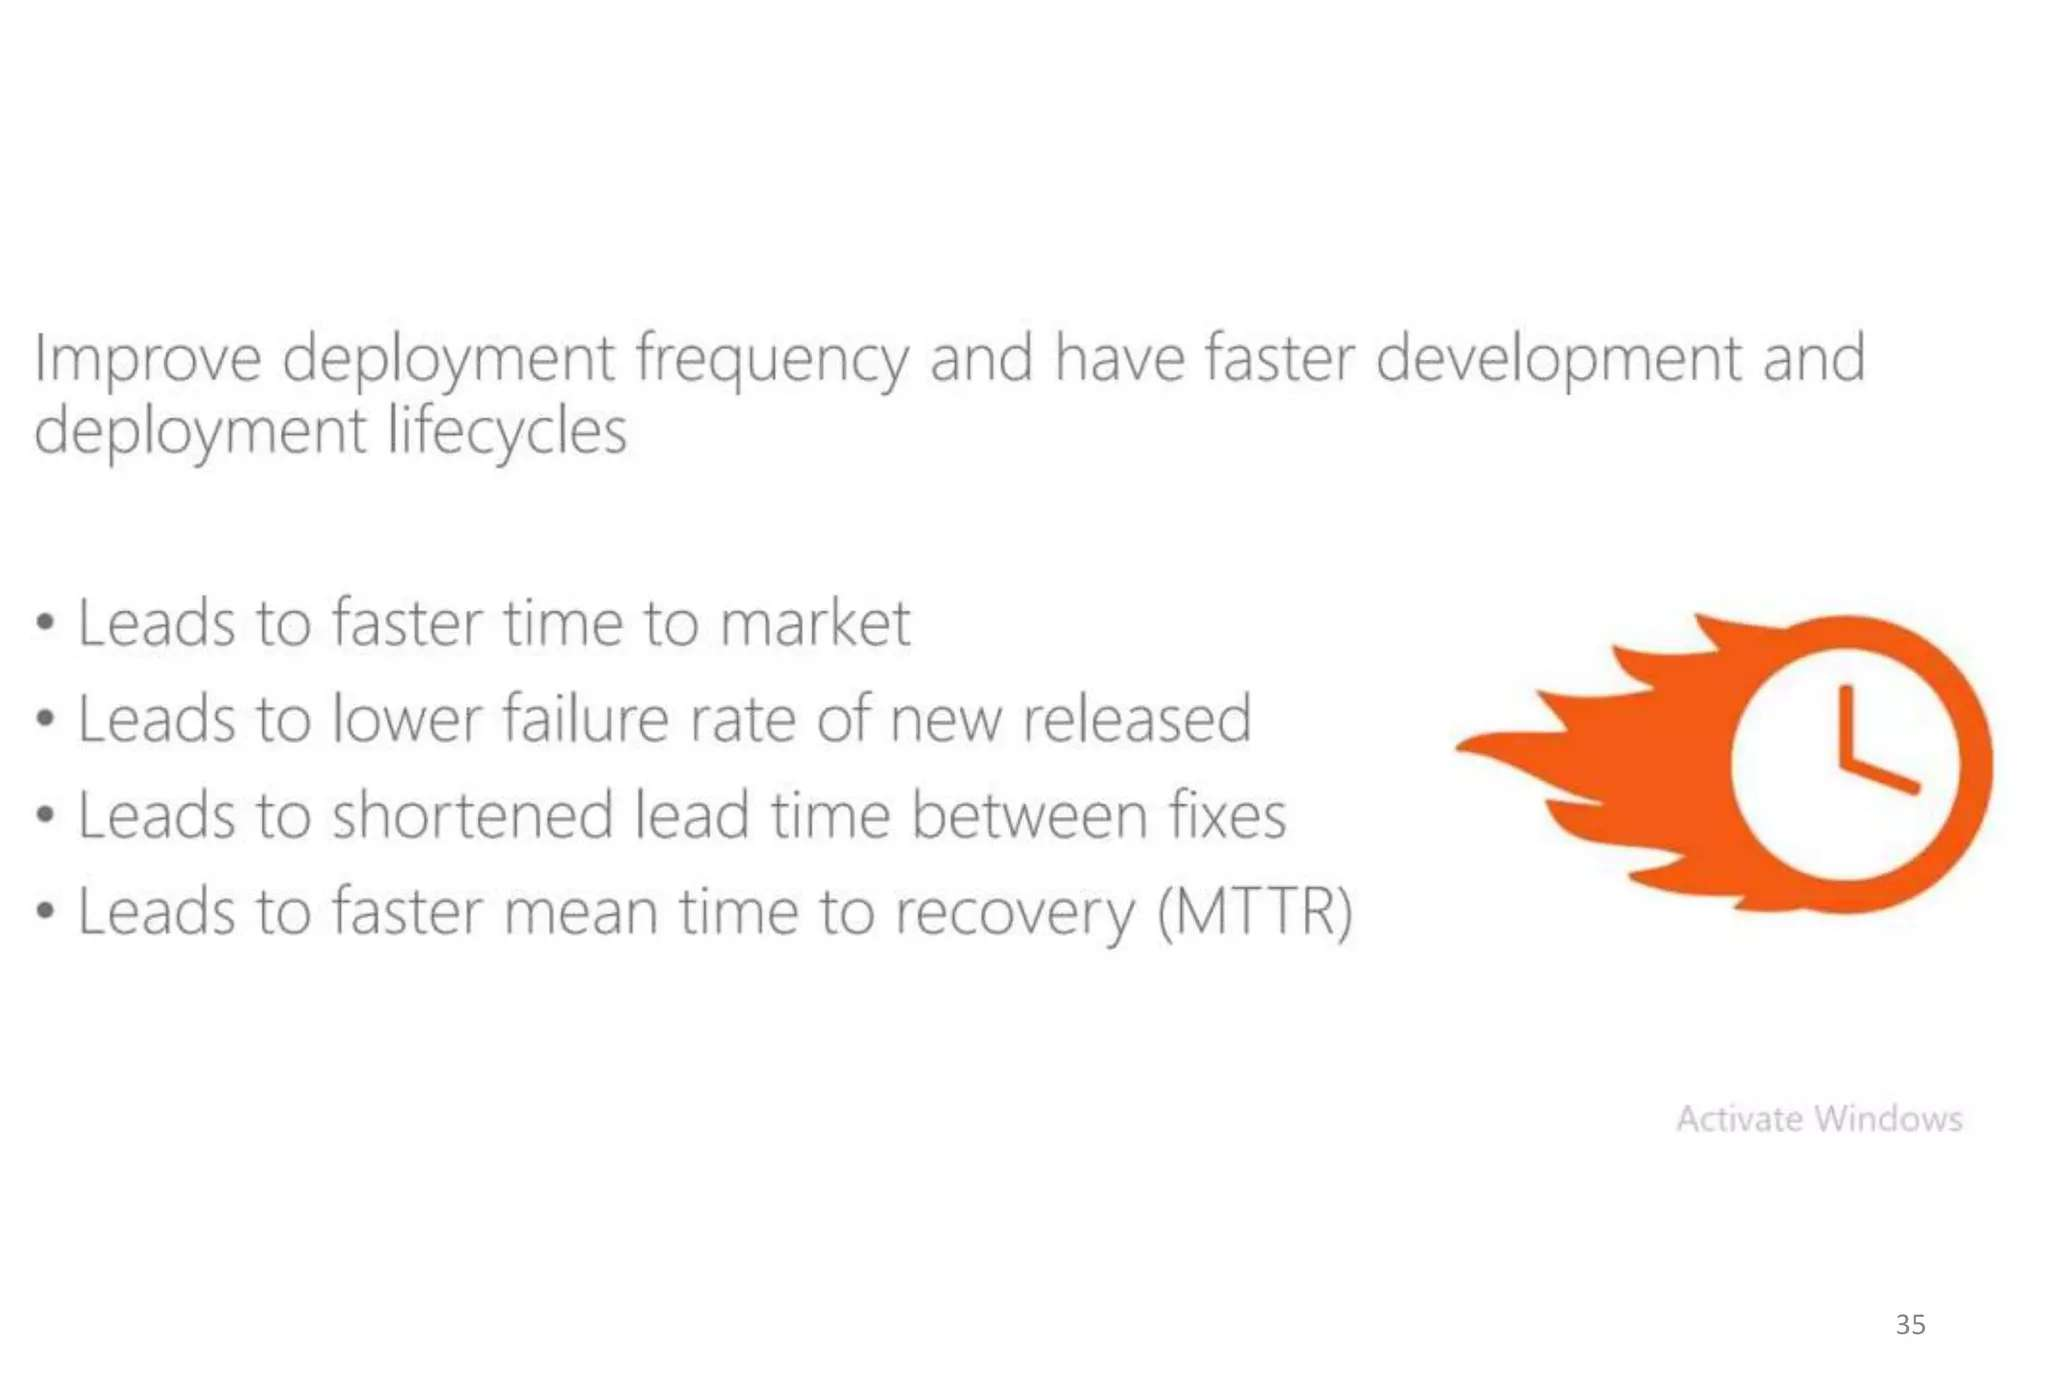 Improve deployment frequency and have faster development and
deployment lifecycles
• Leads to faster time to market
• Leads to lower failure rate of new released
• Leads to shortened lead time between fixes
• Leads to faster mean time to recovery (MTTR)
Activate Windows
35